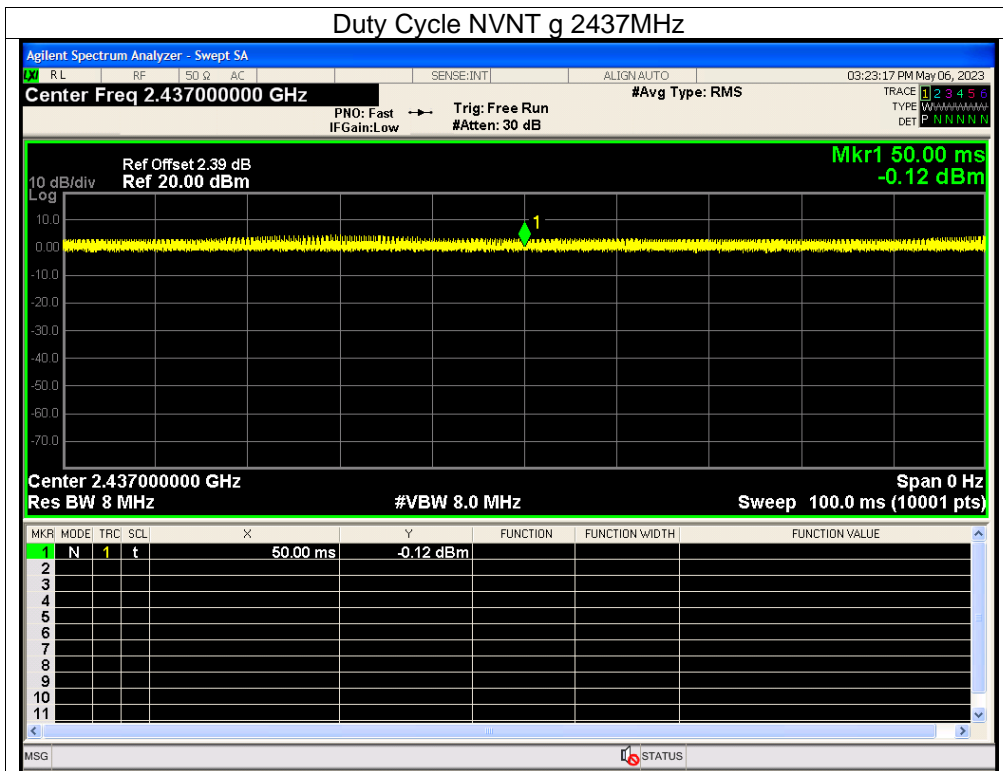 Duty Cycle NVNT g 2437MHz
Agilent Spectrum Analyzer - Swept SA
LXI RL RF 50 Ω AC SENSE:INT ALIGN AUTO 03:23:17 PM May 06, 2023
Center Freq 2.437000000 GHz #Avg Type: RMS TRACE 1 2 3 4 5 6
PNO: Fast Trig: Free Run TYPE
IFGain:Low #Atten: 30 dB DET P N N N N N
Mkr1 50.00 ms
Ref Offset 2.39 dB
10 dB/div Ref 20.00 dBm -0.12 dBm
Log
10.0
1
0.00
-10.0
-20.0
-30.0
-40.0
-50.0
-60.0
-70.0
Center 2.437000000 GHz Span 0 Hz
Res BW 8 MHz #VBW 8.0 MHz Sweep 100.0 ms (10001 pts)
MKR MODE TRC SCL X Y FUNCTION FUNCTION WIDTH FUNCTION VALUE
1 N 1 t 50.00 ms -0.12 dBm
2
3
4
5
6
7
8
9
10
11
MSG STATUS